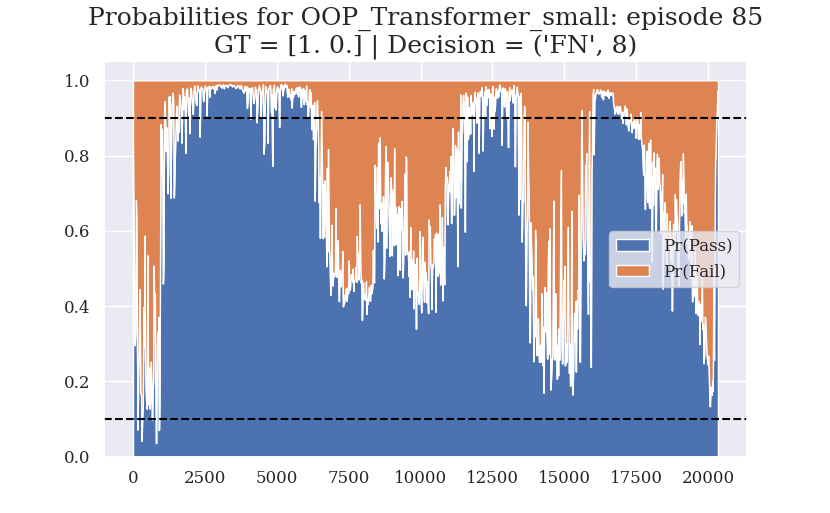 Probabilities for OOP_Transformer_small: episode 85
GT = [1. 0.] | Decision = ('FN', 8)
1.0
0.8
0.6
0.4
0.2
0.0
Pr(Pass)
Pr(Fail)
0 2500 5000 7500 10000 12500 15000 17500 20000